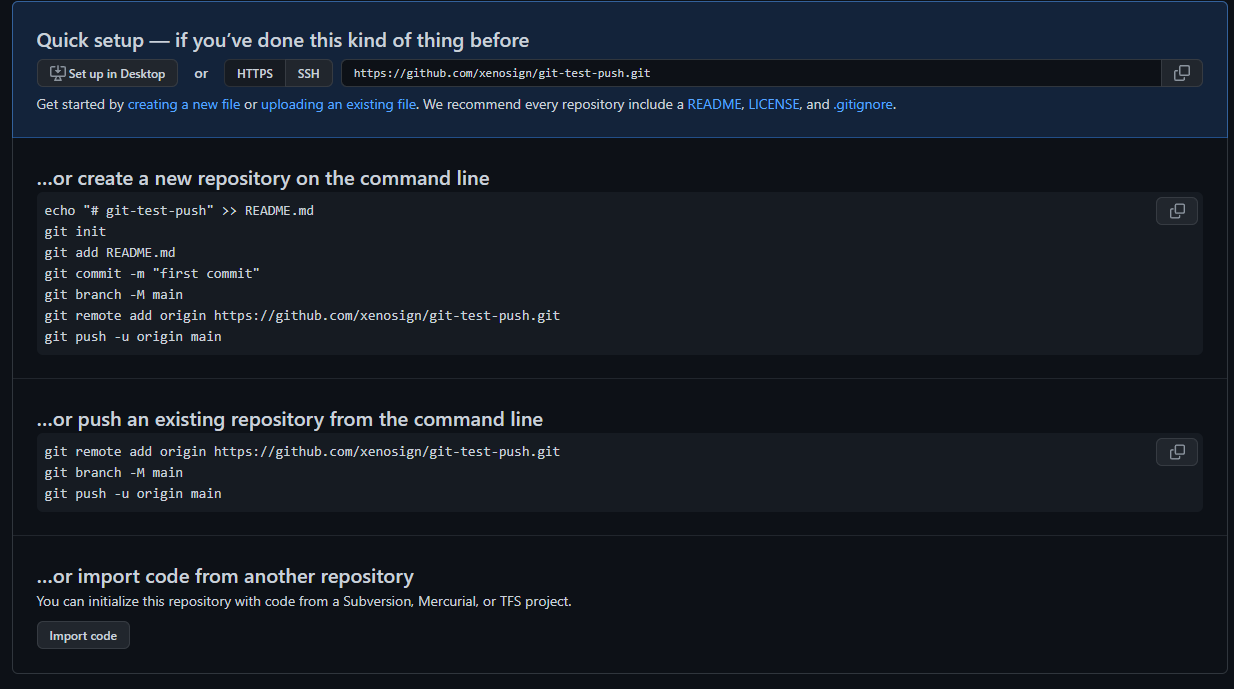 Quick setup — if you’ve done this kind of thing before
Set up in Desktop or HTTPS SSH https://github.com/xenosign/git-test-push.git
Get started by creating a new file or uploading an existing file. We recommend every repository include a README, LICENSE, and .gitignore.
…or create a new repository on the command line
echo "# git-test-push" >> README.md
git init
git add README.md
git commit -m "first commit"
git branch -M main
git remote add origin https://github.com/xenosign/git-test-push.git
git push -u origin main
…or push an existing repository from the command line
git remote add origin https://github.com/xenosign/git-test-push.git
git branch -M main
git push -u origin main
…or import code from another repository
You can initialize this repository with code from a Subversion, Mercurial, or TFS project.
Import code